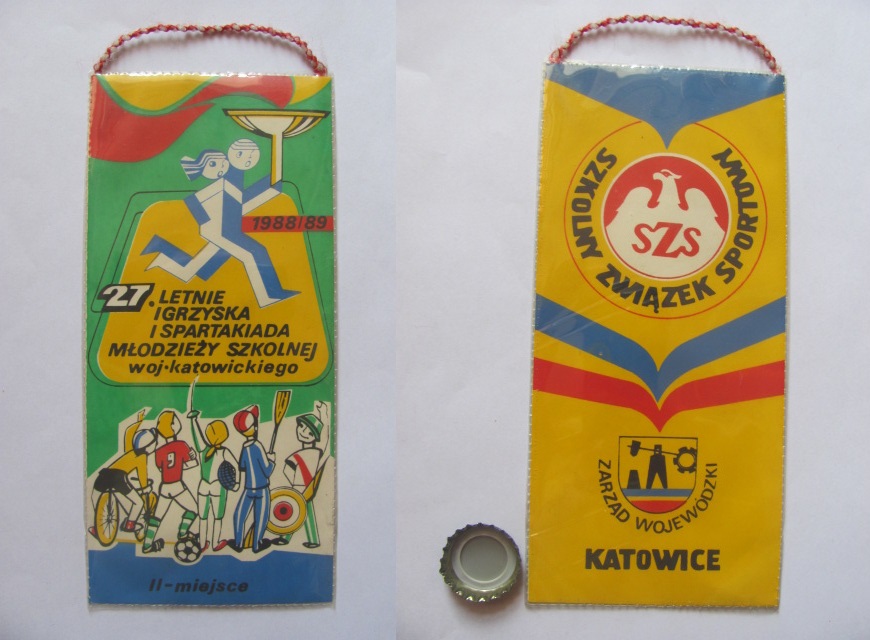 1988/89
27. LETNIE
IGRZYSKA
I SPARTAKIADA
MŁODZIEŻY SZKOLNEJ
woj. katowickiego
II-miejsce
SZKOLNY ZWIĄZEK SPORTOWY
SZS
ZARZĄD WOJEWÓDZKI
KATOWICE